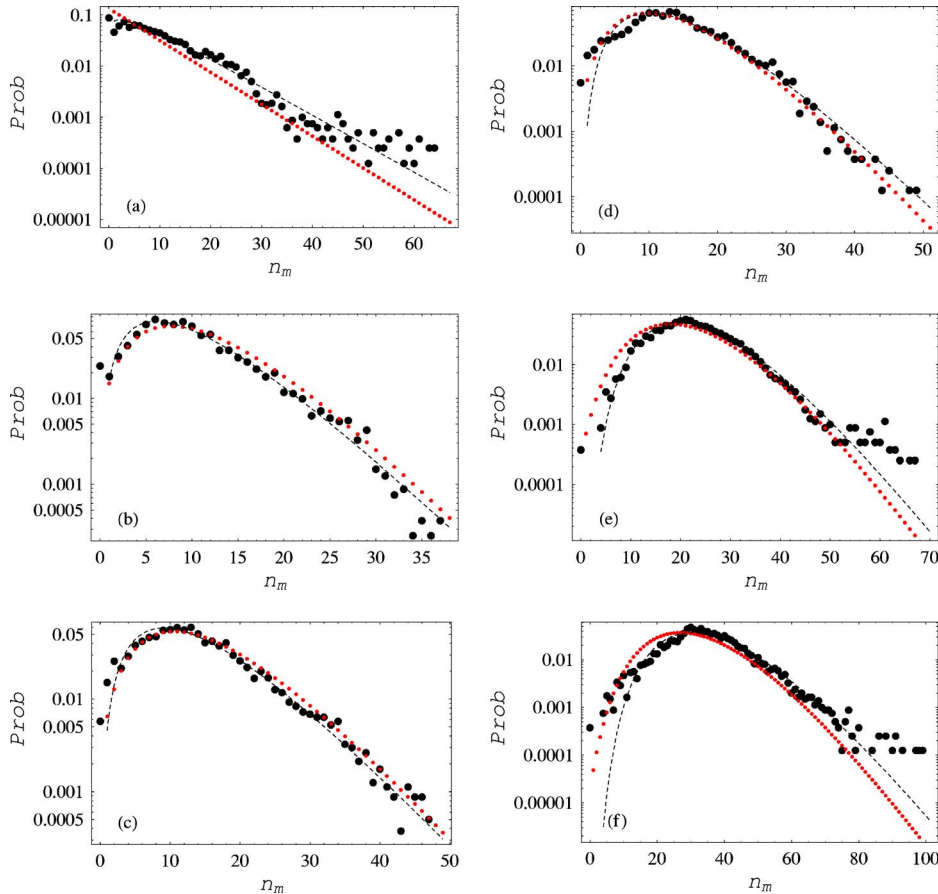 0.1
0.01
0.001
0.0001
0.00001
Prob
(a)
0 10 20 30 40 50 60
n_m
0.01
0.001
0.0001
Prob
(d)
0 10 20 30 40 50
n_m
0.05
0.01
0.005
0.001
0.0005
Prob
(b)
0 5 10 15 20 25 30 35
n_m
0.01
0.001
0.0001
Prob
(e)
0 10 20 30 40 50 60 70
n_m
0.05
0.01
0.005
0.001
0.0005
Prob
(c)
0 10 20 30 40 50
n_m
0.01
0.001
0.0001
0.00001
Prob
(f)
0 20 40 60 80 100
n_m